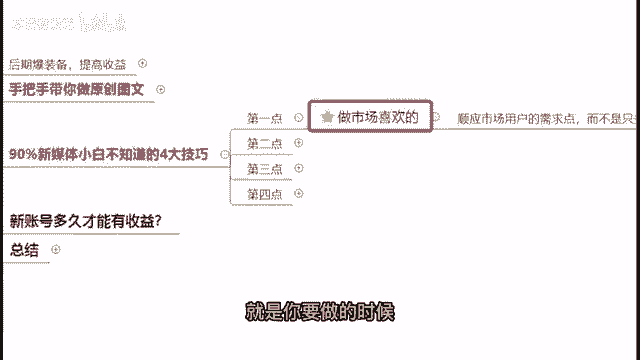 后期爆装备，提高收益
手把手带你做原创图文
90%新媒体小白不知道的4大技巧
第一点
做市场喜欢的
顺应市场用户的需求点，而不是只
第二点
第三点
第四点
新账号多久才能有收益？
总结
就是你要做的时候